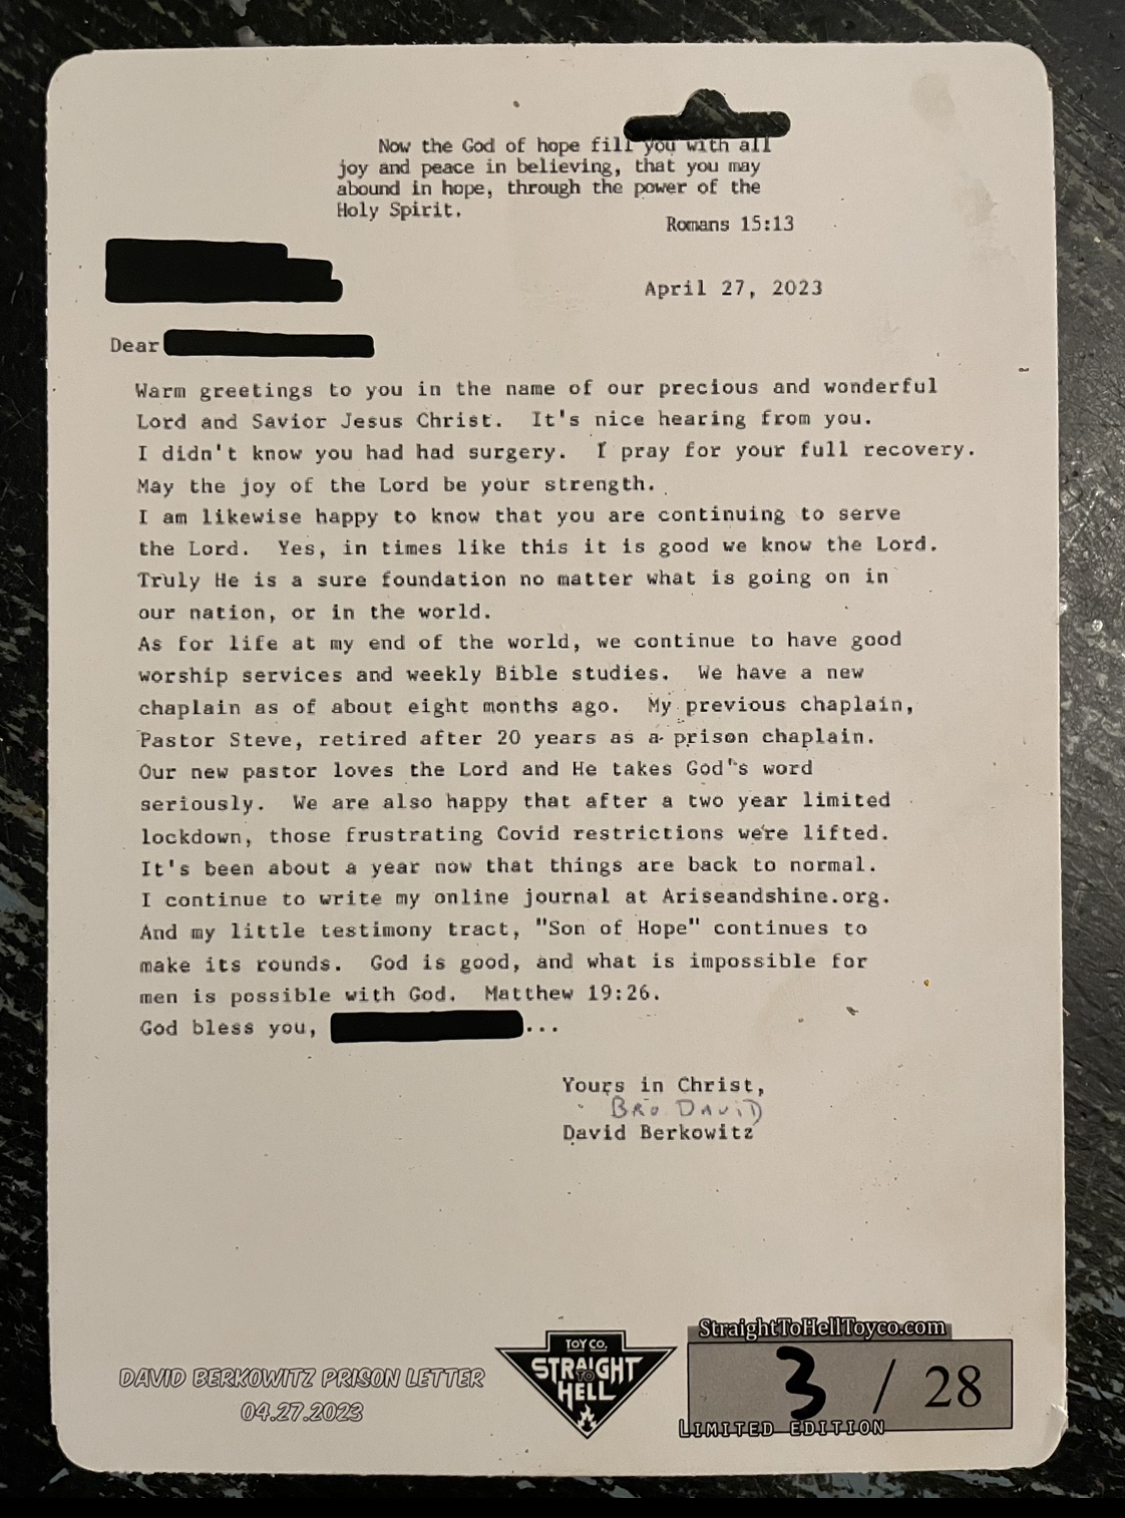 Now the God of hope fill you with all
joy and peace in believing, that you may
abound in hope, through the power of the
Holy Spirit.
Romans 15:13
April 27, 2023
Dear
Warm greetings to you in the name of our precious and wonderful
Lord and Savior Jesus Christ. It's nice hearing from you.
I didn't know you had had surgery. I pray for your full recovery.
May the joy of the Lord be your strength.
I am likewise happy to know that you are continuing to serve
the Lord. Yes, in times like this it is good we know the Lord.
Truly He is a sure foundation no matter what is going on in
our nation, or in the world.
As for life at my end of the world, we continue to have good
worship services and weekly Bible studies. We have a new
chaplain as of about eight months ago. My previous chaplain,
Pastor Steve, retired after 20 years as a prison chaplain.
Our new pastor loves the Lord and He takes God's word
seriously. We are also happy that after a two year limited
lockdown, those frustrating Covid restrictions were lifted.
It's been about a year now that things are back to normal.
I continue to write my online journal at Ariseandshine.org.
And my little testimony tract, "Son of Hope" continues to
make its rounds. God is good, and what is impossible for
men is possible with God. Matthew 19:26.
God bless you, ...
Yours in Christ,
BRO. DAVID
David Berkowitz
DAVID BERKOWITZ PRISON LETTER
04.27.2023
TOY CO.
STRAIGHT
TO
HELL
StraightToHellToyco.com
3 / 28
LIMITED EDITION